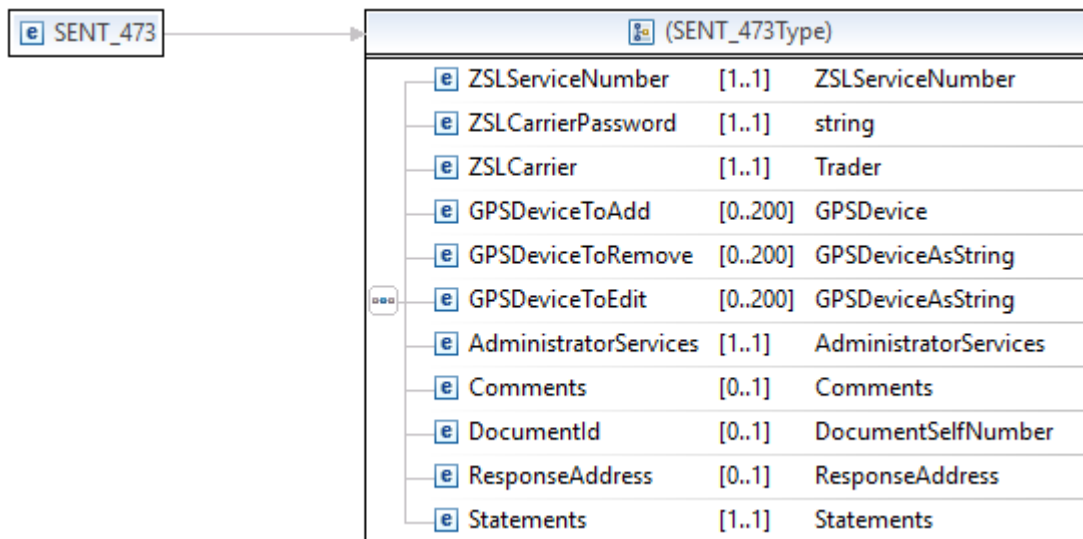 e SENT_473
(SENT_473Type)
e ZSLServiceNumber [1..1] ZSLServiceNumber
e ZSLCarrierPassword [1..1] string
e ZSLCarrier [1..1] Trader
e GPSDeviceToAdd [0..200] GPSDevice
e GPSDeviceToRemove [0..200] GPSDeviceAsString
e GPSDeviceToEdit [0..200] GPSDeviceAsString
e AdministratorServices [1..1] AdministratorServices
e Comments [0..1] Comments
e DocumentId [0..1] DocumentSelfNumber
e ResponseAddress [0..1] ResponseAddress
e Statements [1..1] Statements